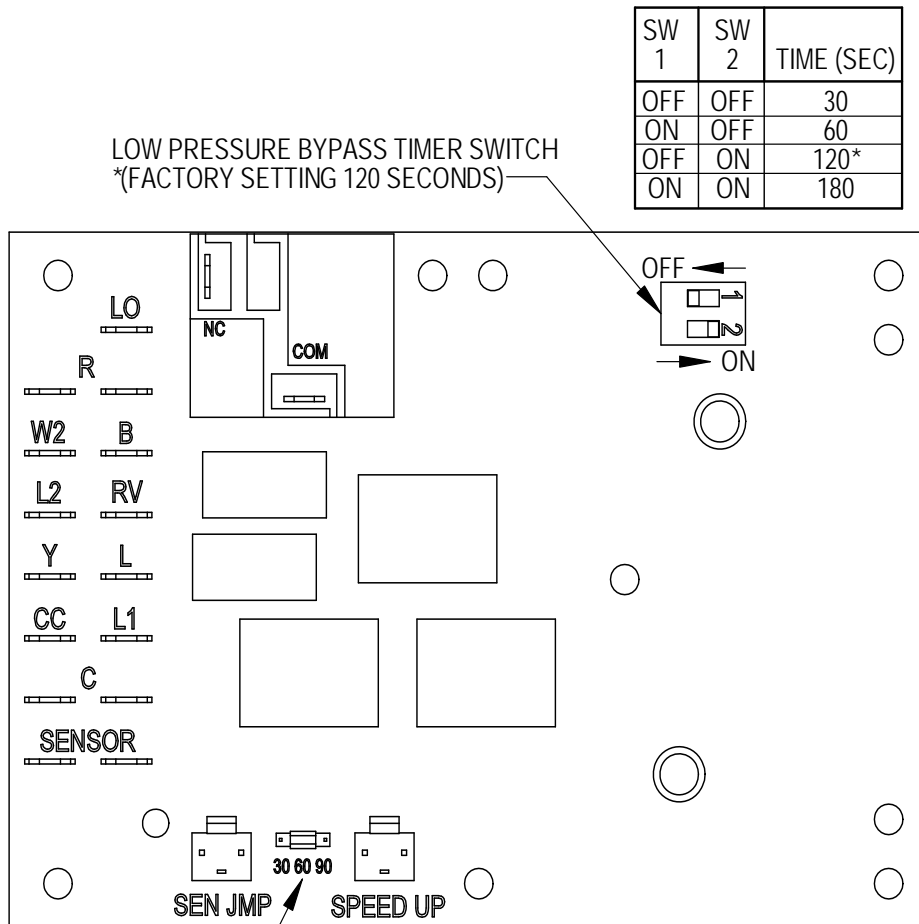 SW 1 SW 2 TIME (SEC)
OFF OFF 30
ON OFF 60
OFF ON 120*
ON ON 180
LOW PRESSURE BYPASS TIMER SWITCH
*(FACTORY SETTING 120 SECONDS)
OFF
1
2
ON
NC
COM
LO
R
W2 B
L2 RV
Y L
CC L1
C
SENSOR
30 60 90
SEN JMP SPEED UP